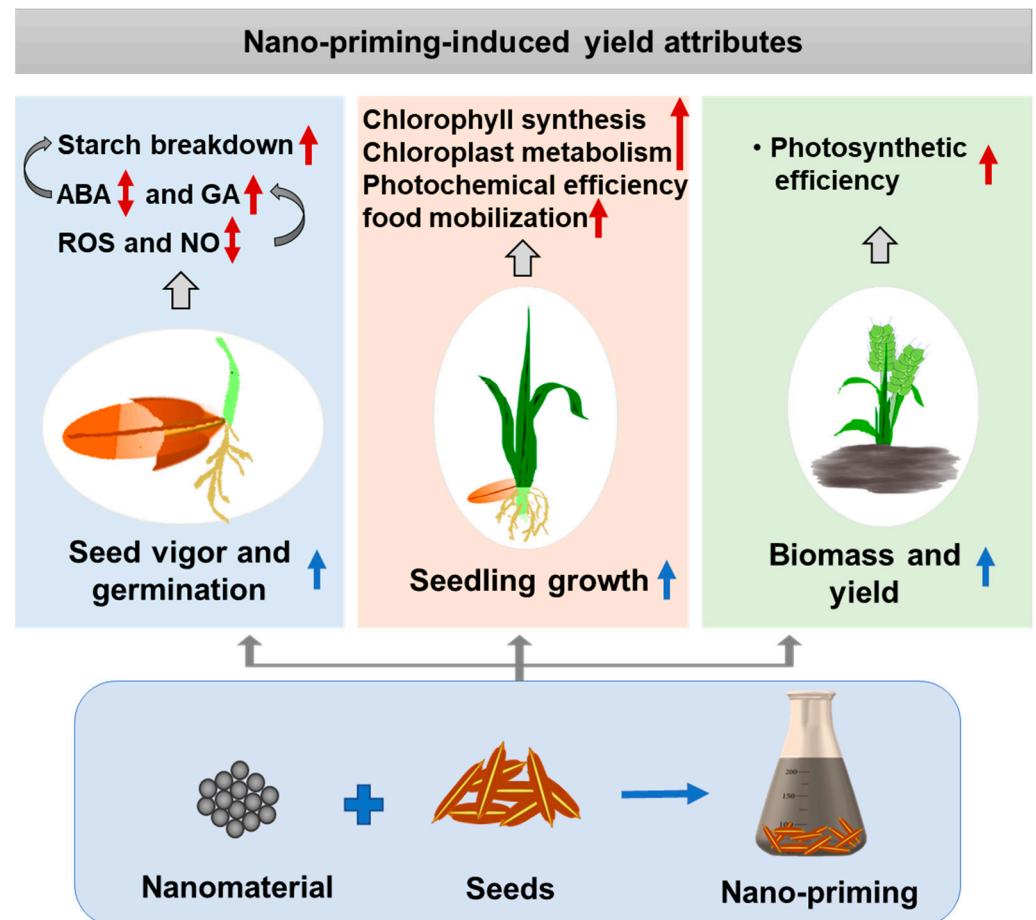 Nano-priming-induced yield attributes
Starch breakdown
ABA and GA
ROS and NO
Seed vigor and
germination
Chlorophyll synthesis
Chloroplast metabolism
Photochemical efficiency
food mobilization
Seedling growth
• Photosynthetic
efficiency
Biomass and
yield
Nanomaterial
Seeds
200
150
Nano-priming